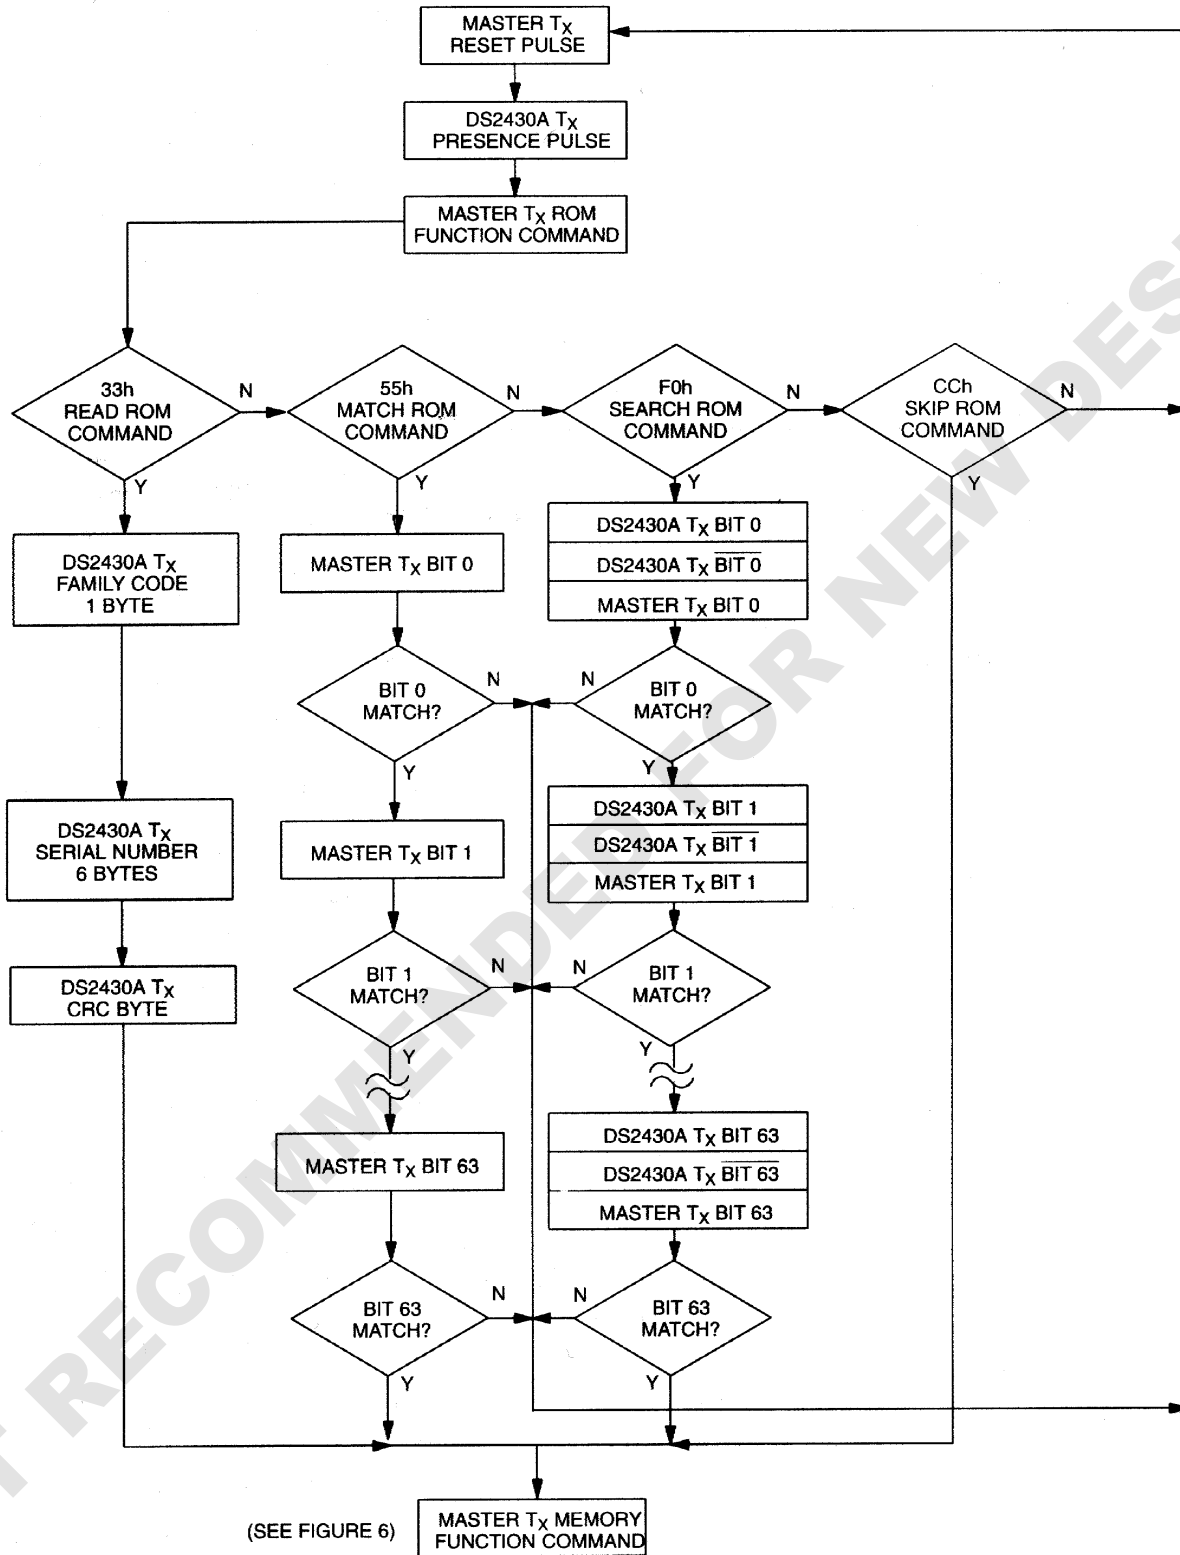 MASTER TX
RESET PULSE
DS2430A TX
PRESENCE PULSE
MASTER TX ROM
FUNCTION COMMAND
33h
READ ROM
COMMAND
N
Y
55h
MATCH ROM
COMMAND
N
Y
F0h
SEARCH ROM
COMMAND
N
Y
CCh
SKIP ROM
COMMAND
N
Y
DS2430A TX
FAMILY CODE
1 BYTE
MASTER TX BIT 0
DS2430A TX BIT 0
DS2430A TX BIT 0
MASTER TX BIT 0
BIT 0
MATCH?
N
Y
N
BIT 0
MATCH?
Y
DS2430A TX
SERIAL NUMBER
6 BYTES
MASTER TX BIT 1
DS2430A TX BIT 1
DS2430A TX BIT 1
MASTER TX BIT 1
DS2430A TX
CRC BYTE
BIT 1
MATCH?
N
Y
N
BIT 1
MATCH?
Y
MASTER TX BIT 63
DS2430A TX BIT 63
DS2430A TX BIT 63
MASTER TX BIT 63
BIT 63
MATCH?
N
Y
N
BIT 63
MATCH?
Y
(SEE FIGURE 6)
MASTER TX MEMORY
FUNCTION COMMAND
RECOMMENDED FOR NEW